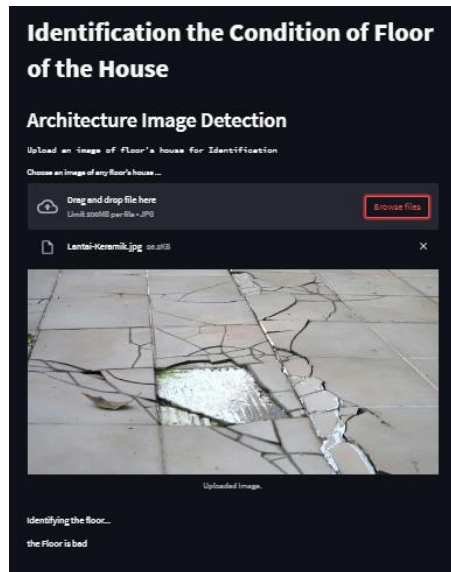 Identification the Condition of Floor
of the House
Architecture Image Detection
Upload an image of floor's house for Identification
Choose an image of any floor's house ...
Drag and drop file here
Limit 200MB per file • JPG
Browse files
Lantai-Keramik.jpg 26.2KB
Uploaded Image.
Identifying the floor...
the Floor is bad